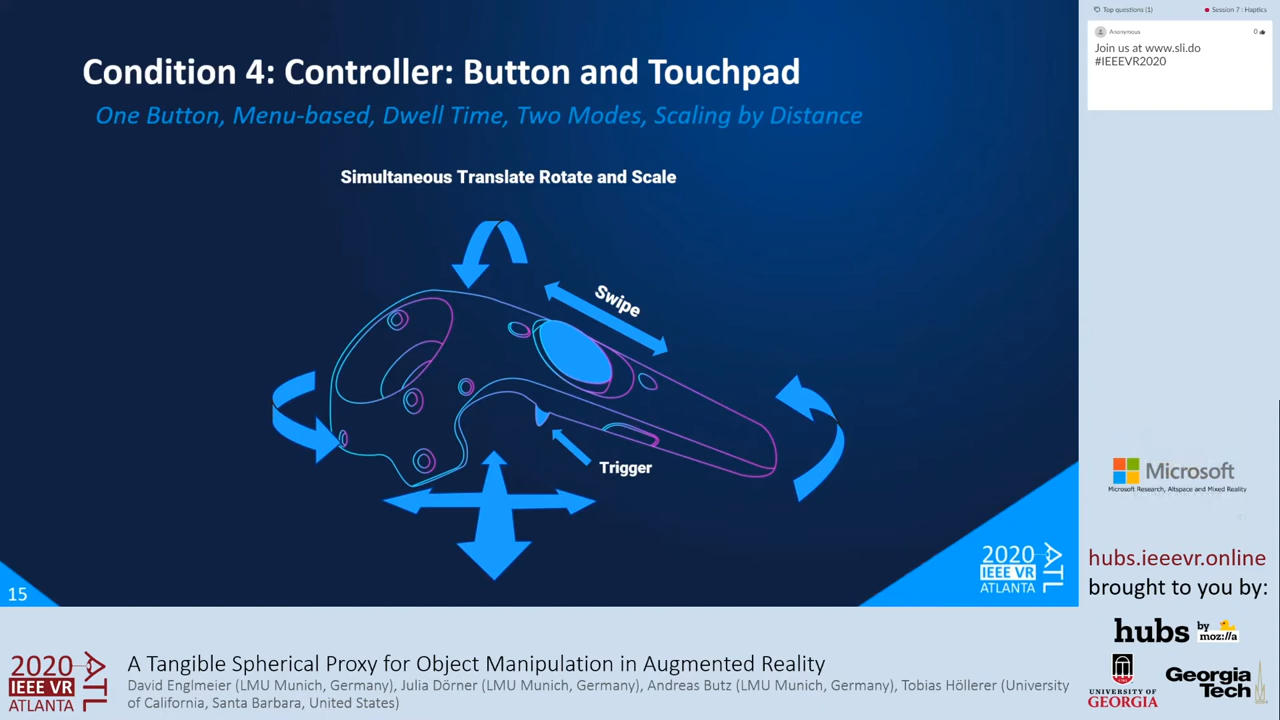 Condition 4: Controller: Button and Touchpad
One Button, Menu-based, Dwell Time, Two Modes, Scaling by Distance
Simultaneous Translate Rotate and Scale
Swipe
Trigger
15
2020
IEEE VR
ATLANTA
ATL
Top questions (1)
Session 7 : Haptics
Anonymous
0
Join us at www.sli.do
#IEEEVR2020
Microsoft
Microsoft Research, Altspace and Mixed Reality
hubs.ieeevr.online
brought to you by:
hubs by moz://a
UNIVERSITY OF
GEORGIA
Georgia
Tech
2020
IEEE VR
ATLANTA
ATL
A Tangible Spherical Proxy for Object Manipulation in Augmented Reality
David Englmeier (LMU Munich, Germany), Julia Dörner (LMU Munich, Germany), Andreas Butz (LMU Munich, Germany), Tobias Höllerer (University
of California, Santa Barbara, United States)